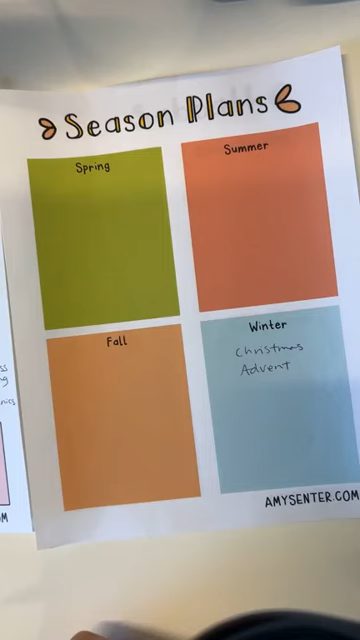 Season Plans
Spring
Summer
Fall
Winter
Christmas
Advent
AMYSENTER.COM